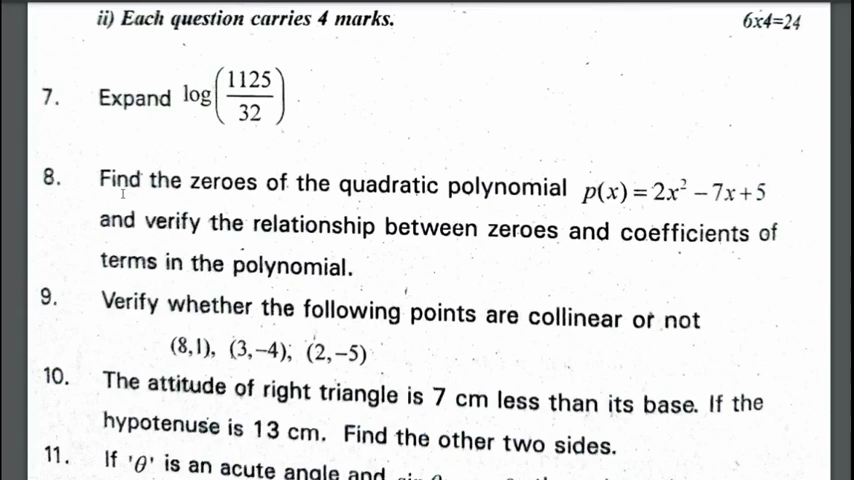 ii) Each question carries 4 marks. 6x4=24
7. Expand log(1125/32)
8. Find the zeroes of the quadratic polynomial p(x) = 2x² − 7x + 5
and verify the relationship between zeroes and coefficients of
terms in the polynomial.
9. Verify whether the following points are collinear or not
(8,1), (3,−4), (2,−5)
10. The attitude of right triangle is 7 cm less than its base. If the
hypotenuse is 13 cm. Find the other two sides.
11. If 'θ' is an acute angle and